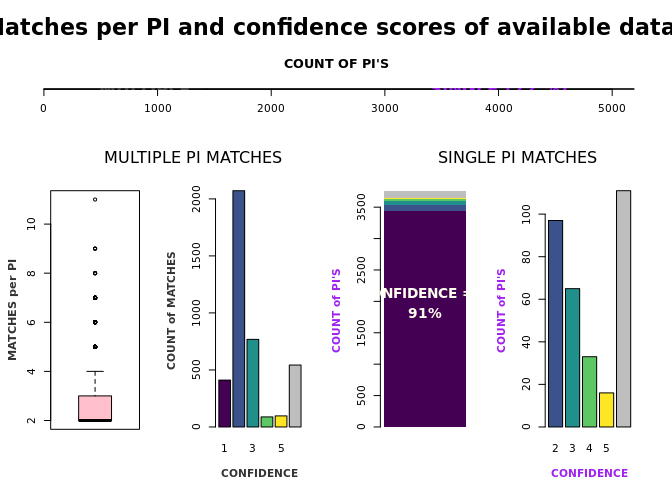 Matches per PI and confidence scores of available data
COUNT OF PI'S
0 1000 2000 3000 4000 5000
MULTIPLE PI MATCHES
SINGLE PI MATCHES
MATCHES per PI
2 4 6 8 10
COUNT of MATCHES
0 500 1000 1500 2000
1 3 5
CONFIDENCE
COUNT of PI'S
0 500 1500 2500 3500
NFIDENCE =
91%
COUNT of PI'S
0 20 40 60 80 100
2 3 4 5
CONFIDENCE